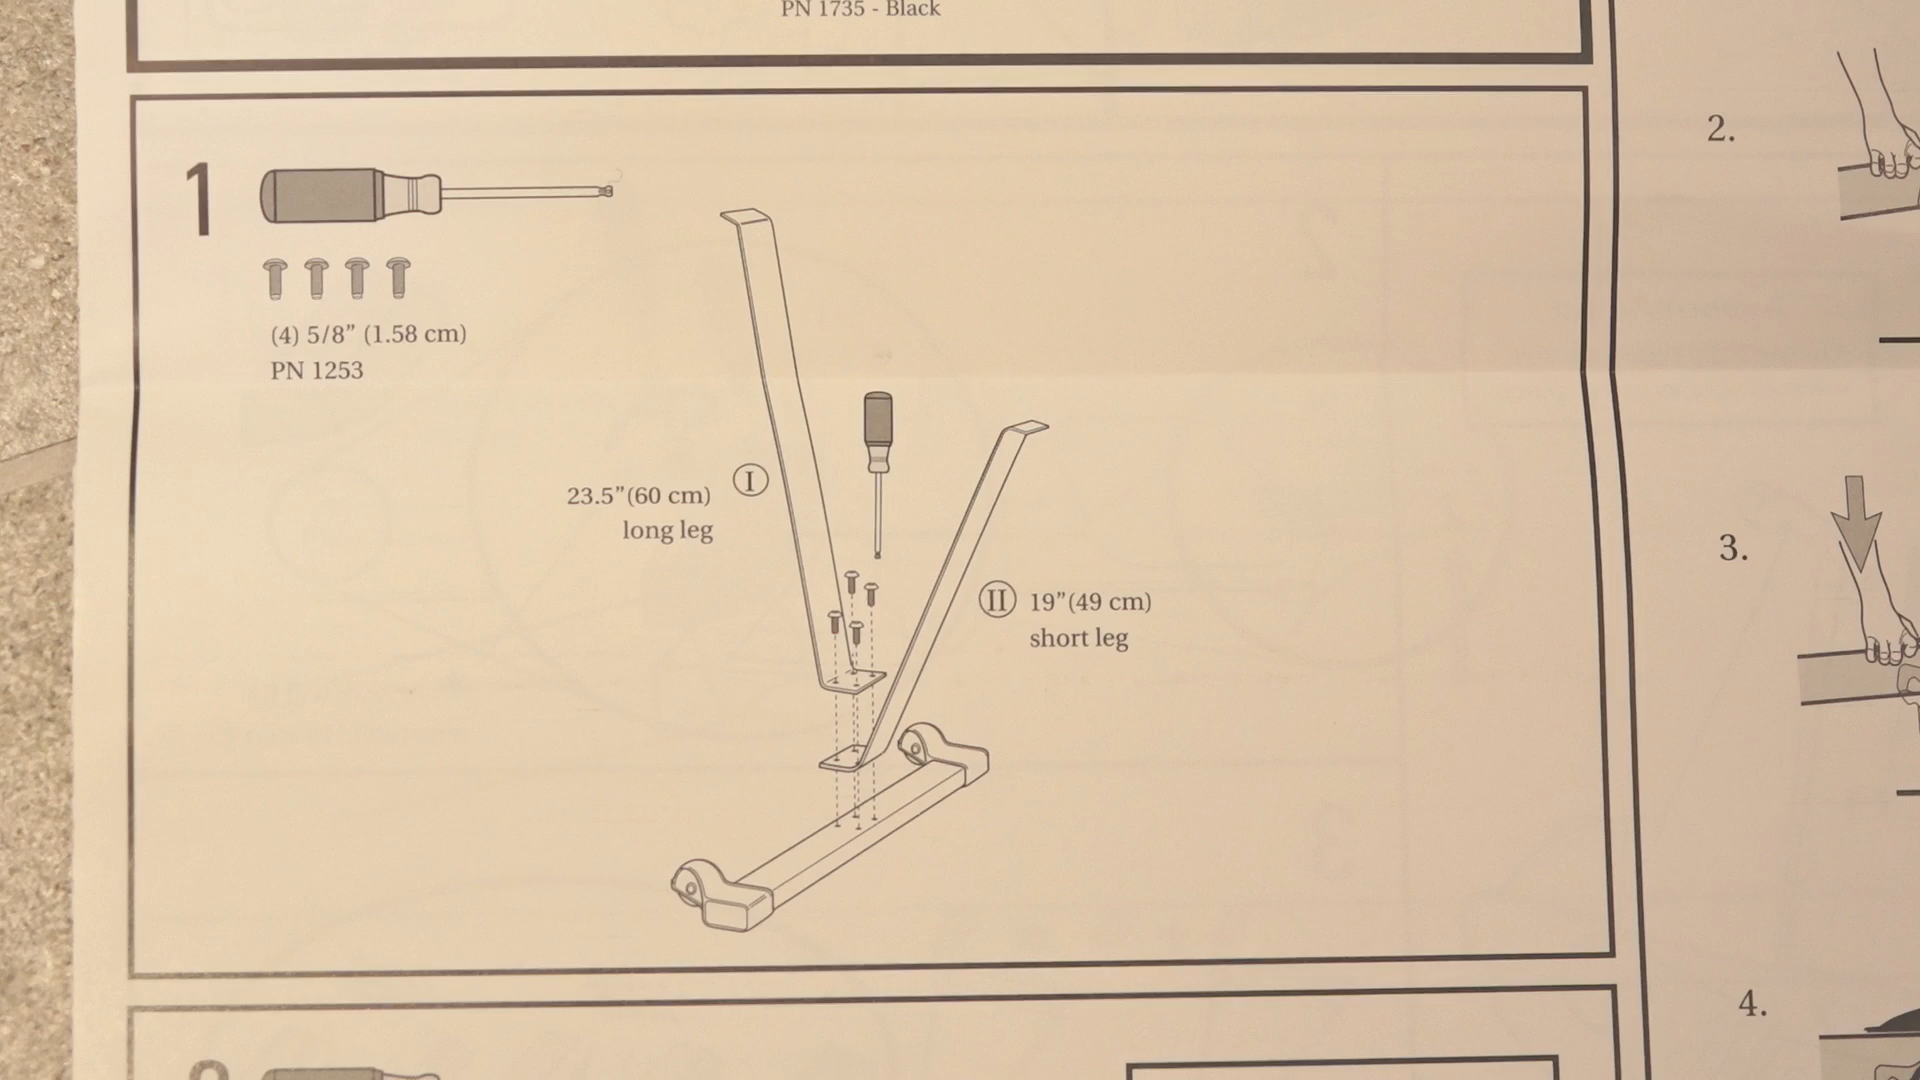 PN 1735 - Black
1
(4) 5/8” (1.58 cm)
PN 1253
I
23.5”(60 cm)
long leg
II
19”(49 cm)
short leg
2.
3.
4.